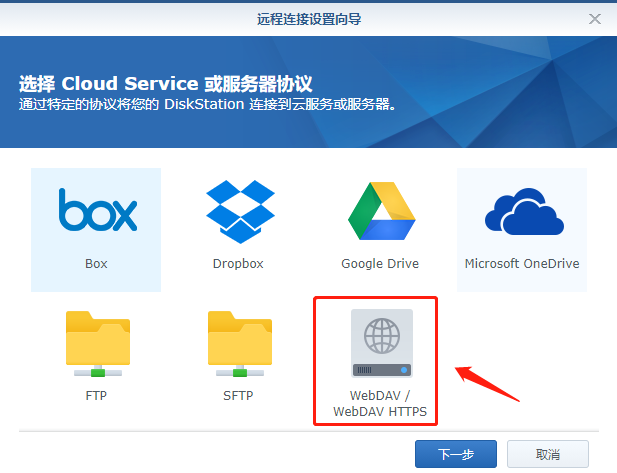 远程连接设置向导
选择 Cloud Service 或服务器协议
通过特定的协议将您的 DiskStation 连接到云服务或服务器。
box
Box
Dropbox
Google Drive
Microsoft OneDrive
FTP
SFTP
WebDAV /
WebDAV HTTPS
下一步
取消